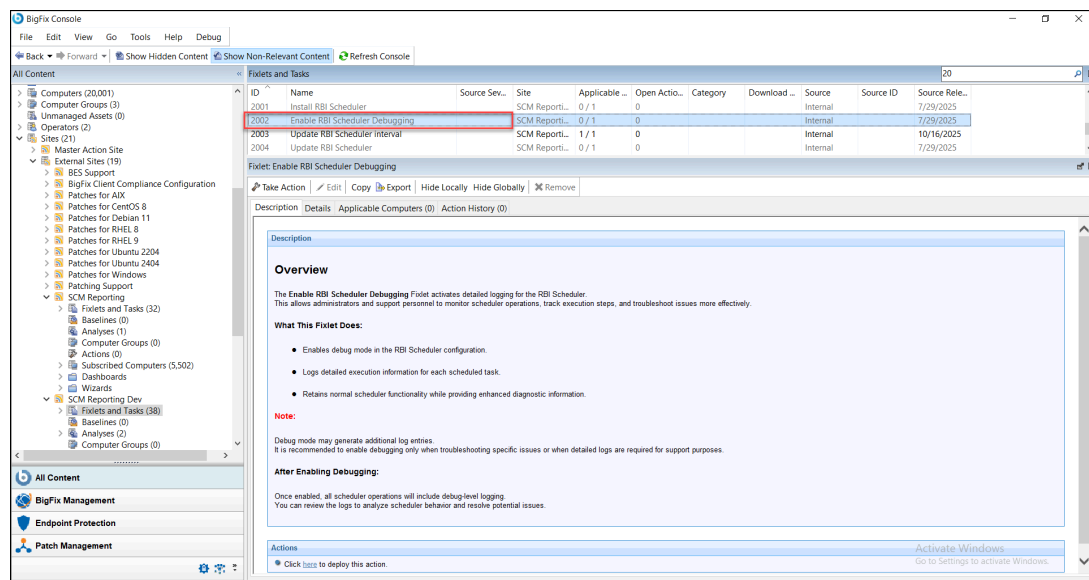 BigFix Console
File Edit View Go Tools Help Debug
Back Forward Show Hidden Content Show Non-Relevant Content Refresh Console
All Content « Fixlets and Tasks 20
ID Name Source Sev... Site Applicable ... Open Actio... Category Download ... Source Source ID Source Rele...
2001 Install RBI Scheduler SCM Reporti... 0 / 1 0 Internal 7/29/2025
2002 Enable RBI Scheduler Debugging SCM Reporti... 0 / 1 0 Internal 7/29/2025
2003 Update RBI Scheduler interval SCM Reporti... 1 / 1 0 Internal 10/16/2025
2004 Update RBI Scheduler SCM Reporti... 0 / 1 0 Internal 7/29/2025
Computers (20,001)
Computer Groups (3)
Unmanaged Assets (0)
Operators (2)
Sites (21)
Master Action Site
External Sites (19)
BES Support
BigFix Client Compliance Configuration
Patches for AIX
Patches for CentOS 8
Patches for Debian 11
Patches for RHEL 8
Patches for RHEL 9
Patches for Ubuntu 2204
Patches for Ubuntu 2404
Patches for Windows
Patching Support
SCM Reporting
Fixlets and Tasks (32)
Baselines (0)
Analyses (1)
Computer Groups (0)
Actions (0)
Subscribed Computers (5,502)
Dashboards
Wizards
SCM Reporting Dev
Fixlets and Tasks (38)
Baselines (0)
Analyses (2)
Computer Groups (0)
All Content
BigFix Management
Endpoint Protection
Patch Management
Fixlet: Enable RBI Scheduler Debugging
Take Action Edit Copy Export Hide Locally Hide Globally Remove
Description Details Applicable Computers (0) Action History (0)
Description
Overview
The Enable RBI Scheduler Debugging Fixlet activates detailed logging for the RBI Scheduler.
This allows administrators and support personnel to monitor scheduler operations, track execution steps, and troubleshoot issues more effectively.
What This Fixlet Does:
Enables debug mode in the RBI Scheduler configuration.
Logs detailed execution information for each scheduled task.
Retains normal scheduler functionality while providing enhanced diagnostic information.
Note:
Debug mode may generate additional log entries.
It is recommended to enable debugging only when troubleshooting specific issues or when detailed logs are required for support purposes.
After Enabling Debugging:
Once enabled, all scheduler operations will include debug-level logging.
You can review the logs to analyze scheduler behavior and resolve potential issues.
Actions
Click here to deploy this action.
Activate Windows
Go to Settings to activate Windows.